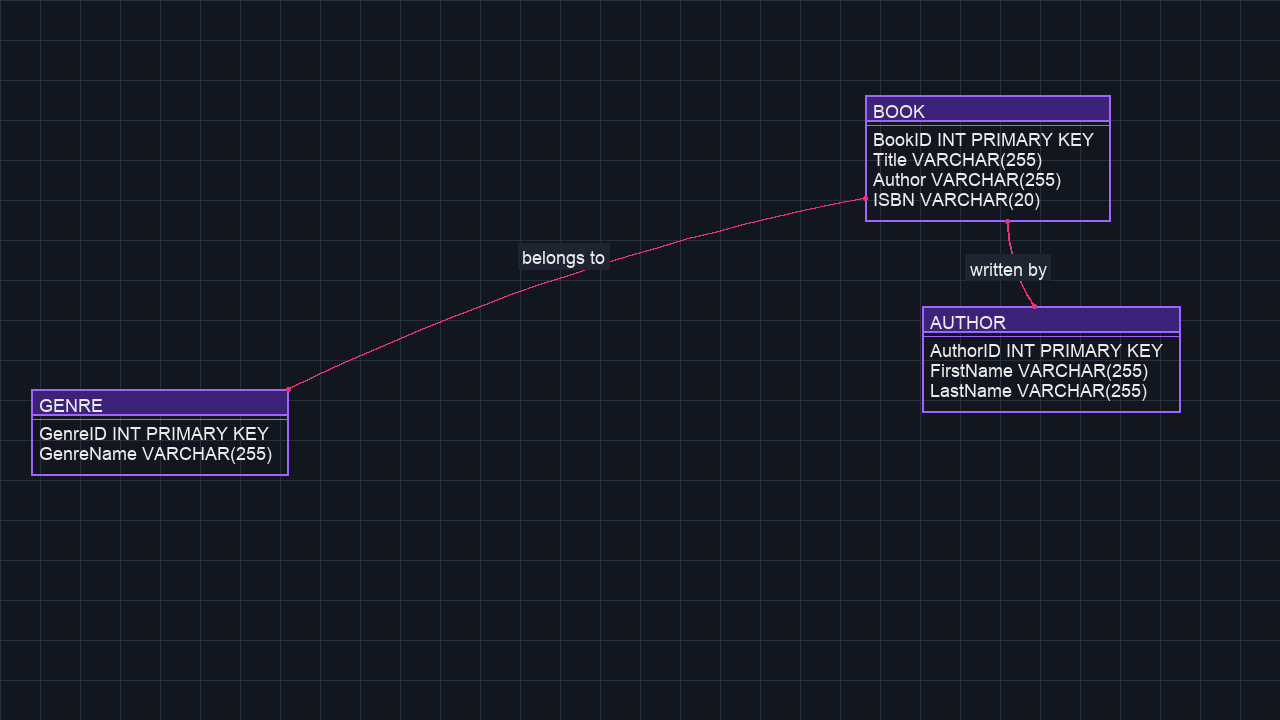 BOOK
BookID INT PRIMARY KEY
Title VARCHAR(255)
Author VARCHAR(255)
ISBN VARCHAR(20)
belongs to
written by
AUTHOR
AuthorID INT PRIMARY KEY
FirstName VARCHAR(255)
LastName VARCHAR(255)
GENRE
GenreID INT PRIMARY KEY
GenreName VARCHAR(255)